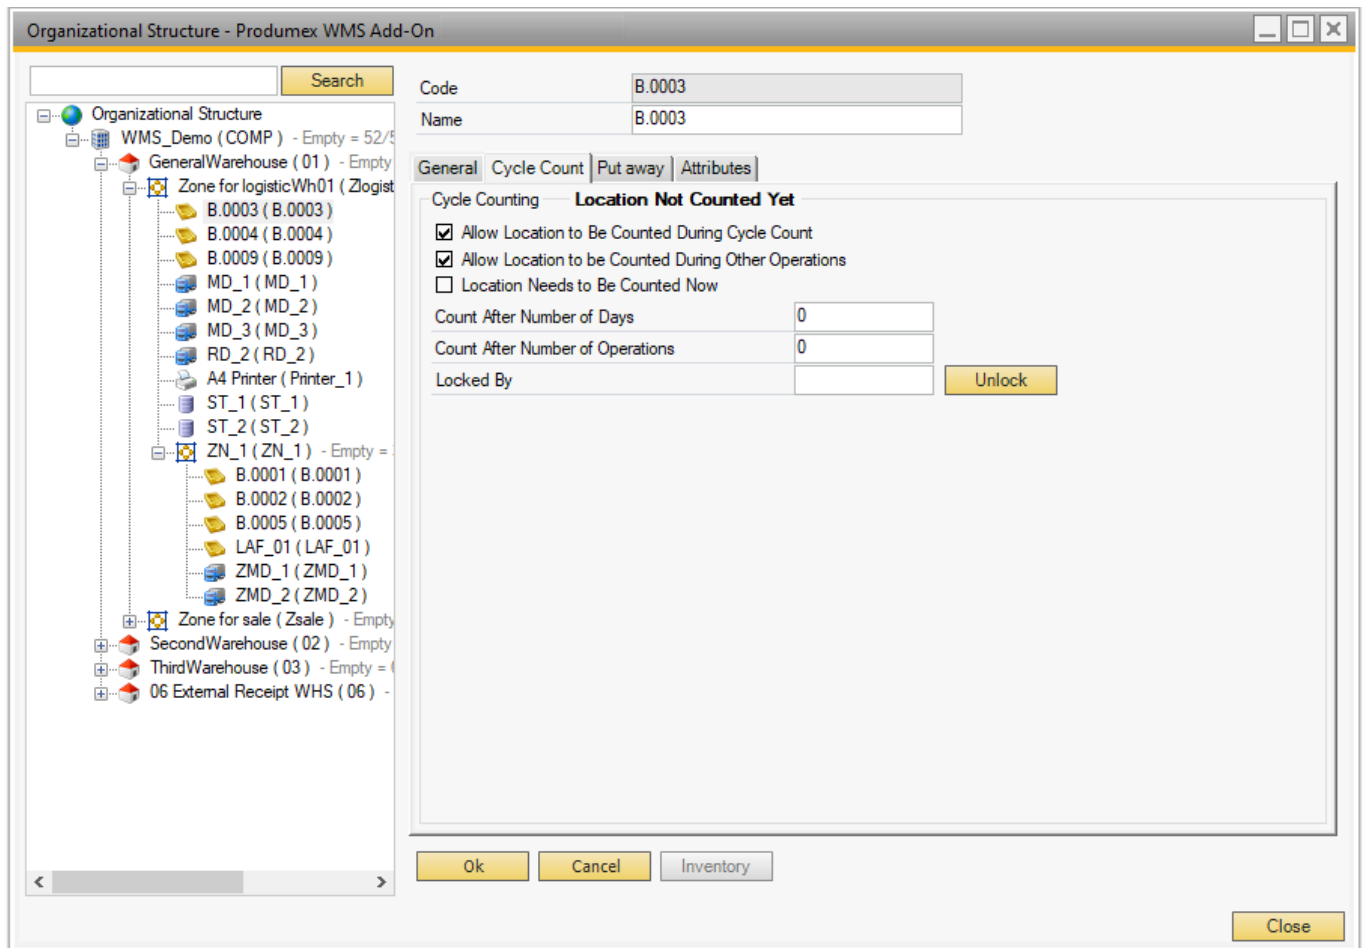 Organizational Structure - Produmex WMS Add-On
Search
Organizational Structure
WMS_Demo ( COMP ) - Empty = 52/5
GeneralWarehouse ( 01 ) - Empty
Zone for logisticWh01 ( Zlogist
B.0003 ( B.0003 )
B.0004 ( B.0004 )
B.0009 ( B.0009 )
MD_1 ( MD_1 )
MD_2 ( MD_2 )
MD_3 ( MD_3 )
RD_2 ( RD_2 )
A4 Printer ( Printer_1 )
ST_1 ( ST_1 )
ST_2 ( ST_2 )
ZN_1 ( ZN_1 ) - Empty =
B.0001 ( B.0001 )
B.0002 ( B.0002 )
B.0005 ( B.0005 )
LAF_01 ( LAF_01 )
ZMD_1 ( ZMD_1 )
ZMD_2 ( ZMD_2 )
Zone for sale ( Zsale ) - Empty
SecondWarehouse ( 02 ) - Empty
ThirdWarehouse ( 03 ) - Empty =
06 External Receipt WHS ( 06 ) -
Code B.0003
Name B.0003
General Cycle Count Put away Attributes
Cycle Counting Location Not Counted Yet
Allow Location to Be Counted During Cycle Count
Allow Location to be Counted During Other Operations
Location Needs to Be Counted Now
Count After Number of Days 0
Count After Number of Operations 0
Locked By Unlock
Ok Cancel Inventory
Close